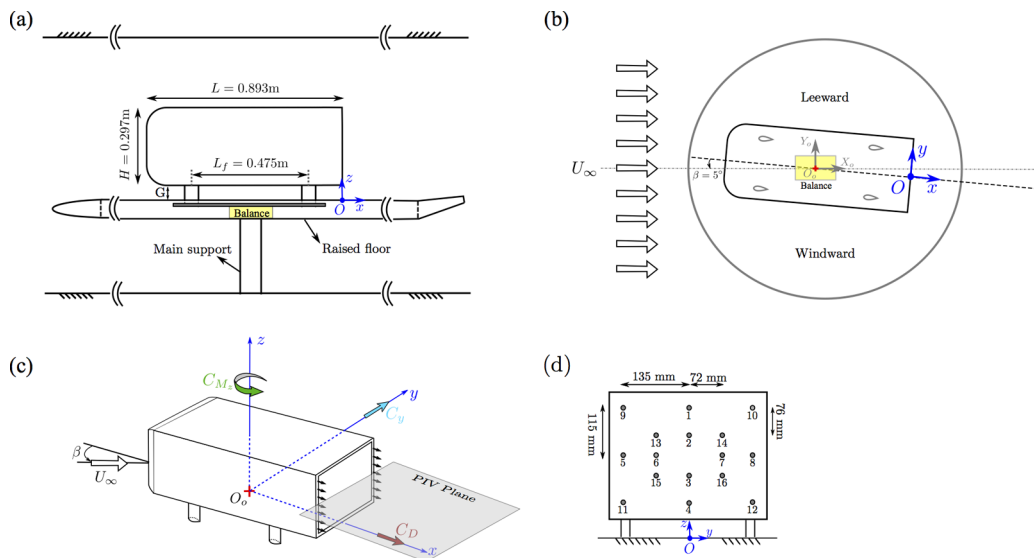 (a)
L = 0.893m
H = 0.297m
L_f = 0.475m
G
z
Balance
O
x
Main support
Raised floor
(b)
Leeward
U_∞
β = 5°
Y_o
X_o
O_o
Balance
y
O
x
Windward
(c)
z
C_{M_z}
y
C_y
β
U_∞
O_o
PIV Plane
C_D
x
(d)
135 mm
72 mm
9
1
10
76 mm
115 mm
13
2
14
5
6
7
8
15
3
16
11
4
12
z
y
O